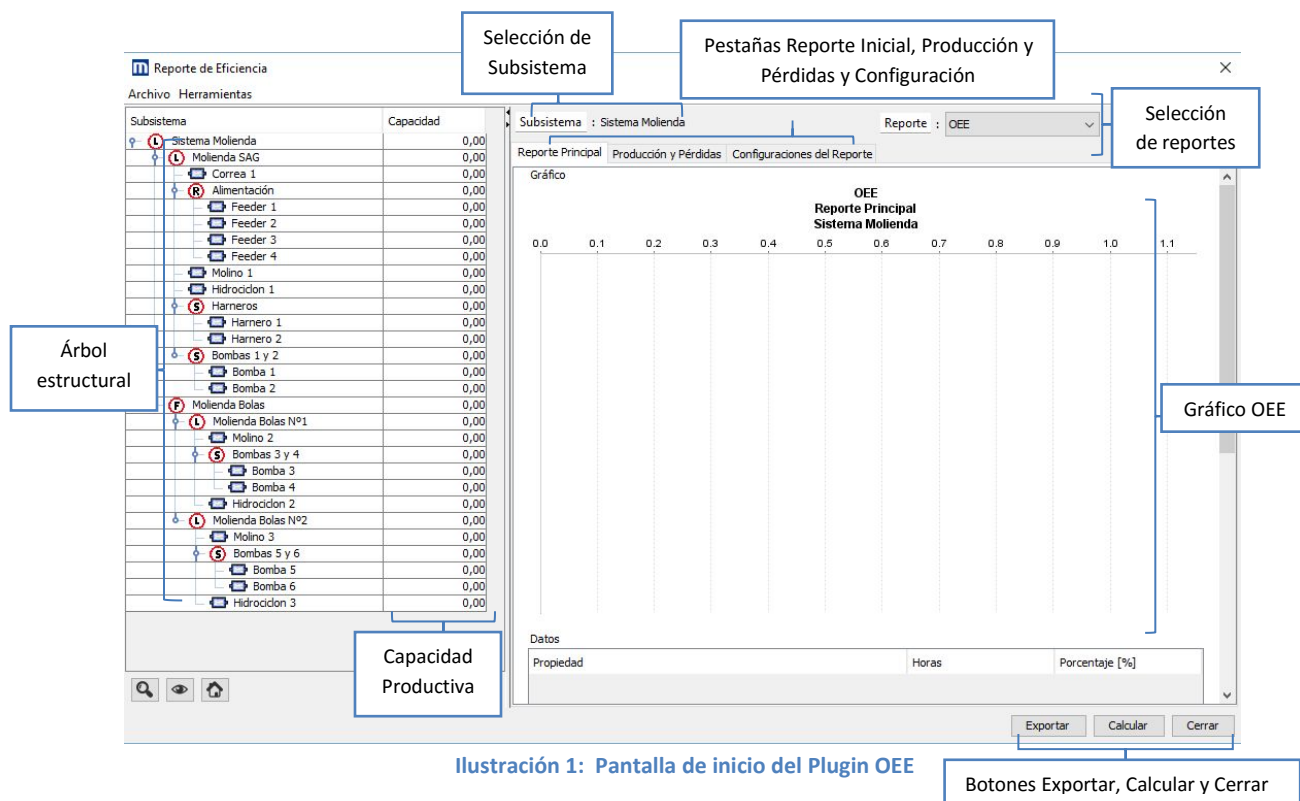 Selección de
Subsistema
Pestañas Reporte Inicial, Producción y
Pérdidas y Configuración
Reporte de Eficiencia
Archivo Herramientas
Selección
de reportes
Subsistema Capacidad
Subsistema : Sistema Molienda Reporte : OEE
Reporte Principal Producción y Pérdidas Configuraciones del Reporte
L Sistema Molienda 0,00
L Molienda SAG 0,00
Correa 1 0,00
R Alimentación 0,00
Feeder 1 0,00
Feeder 2 0,00
Feeder 3 0,00
Feeder 4 0,00
Molino 1 0,00
Hidrociclon 1 0,00
S Harneros 0,00
Harnero 1 0,00
Harnero 2 0,00
S Bombas 1 y 2 0,00
Bomba 1 0,00
Bomba 2 0,00
F Molienda Bolas 0,00
L Molienda Bolas Nº1 0,00
Molino 2 0,00
S Bombas 3 y 4 0,00
Bomba 3 0,00
Bomba 4 0,00
Hidrociclon 2 0,00
L Molienda Bolas Nº2 0,00
Molino 3 0,00
S Bombas 5 y 6 0,00
Bomba 5 0,00
Bomba 6 0,00
Hidrociclon 3 0,00
Árbol
estructural
Capacidad
Productiva
Gráfico
OEE
Reporte Principal
Sistema Molienda
0.0 0.1 0.2 0.3 0.4 0.5 0.6 0.7 0.8 0.9 1.0 1.1
Gráfico OEE
Datos
Propiedad Horas Porcentaje [%]
Exportar Calcular Cerrar
Ilustración 1: Pantalla de inicio del Plugin OEE
Botones Exportar, Calcular y Cerrar